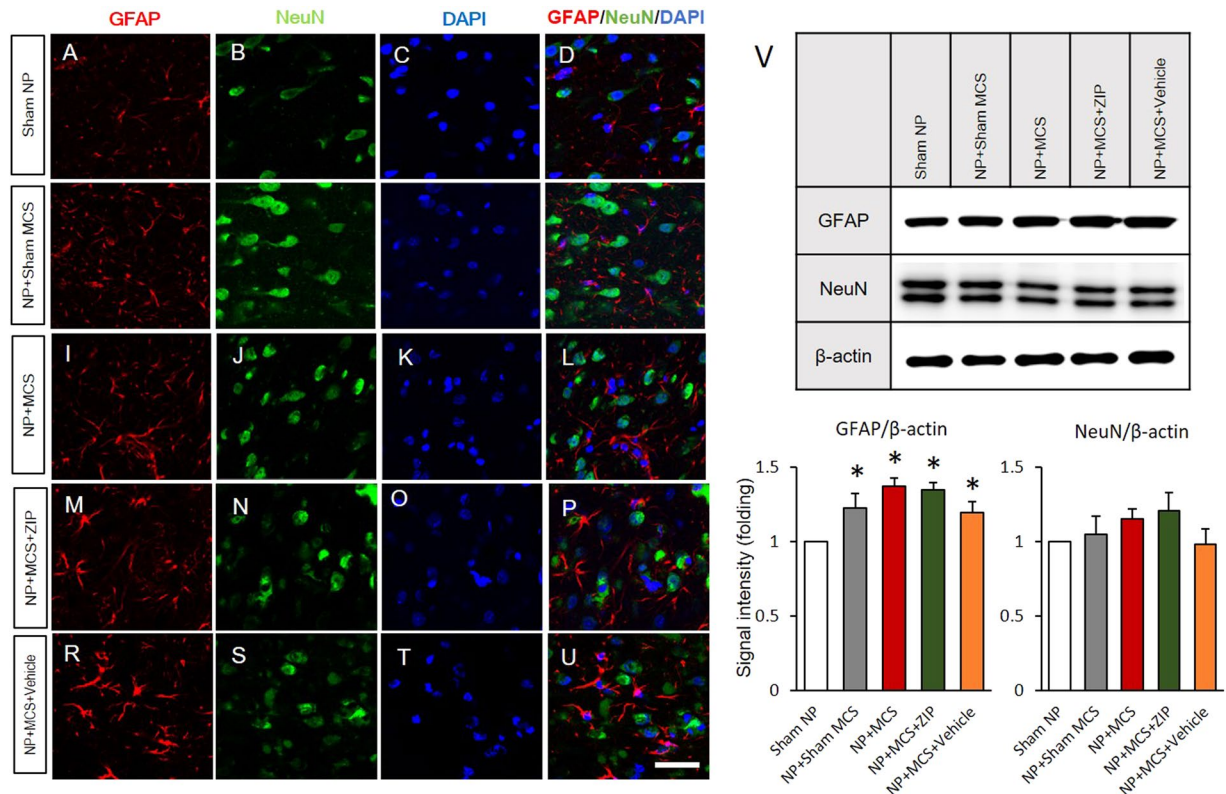 GFAP NeuN DAPI GFAP/NeuN/DAPI
Sham NP
A B C D
NP+Sham MCS
NP+MCS
I J K L
NP+MCS+ZIP
M N O P
NP+MCS+Vehicle
R S T U
V
Sham NP
NP+Sham MCS
NP+MCS
NP+MCS+ZIP
NP+MCS+Vehicle
GFAP
NeuN
β-actin
GFAP/β-actin
Signal intensity (folding)
1.5
1
0.5
0
* * * *
Sham NP
NP+Sham MCS
NP+MCS
NP+MCS+ZIP
NP+MCS+Vehicle
NeuN/β-actin
1.5
1
0.5
0
Sham NP
NP+Sham MCS
NP+MCS
NP+MCS+ZIP
NP+MCS+Vehicle